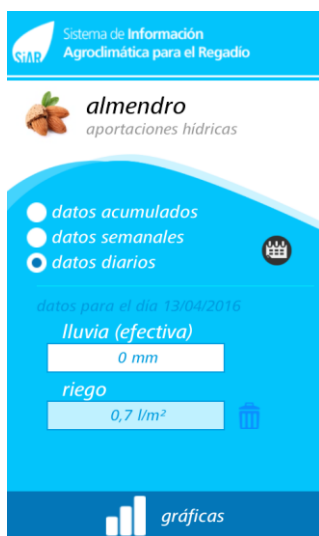 SiAR
Sistema de Información
Agroclimática para el Regadío
almendro
aportaciones hídricas
datos acumulados
datos semanales
datos diarios
datos para el día 13/04/2016
lluvia (efectiva)
0 mm
riego
0,7 l/m²
gráficas